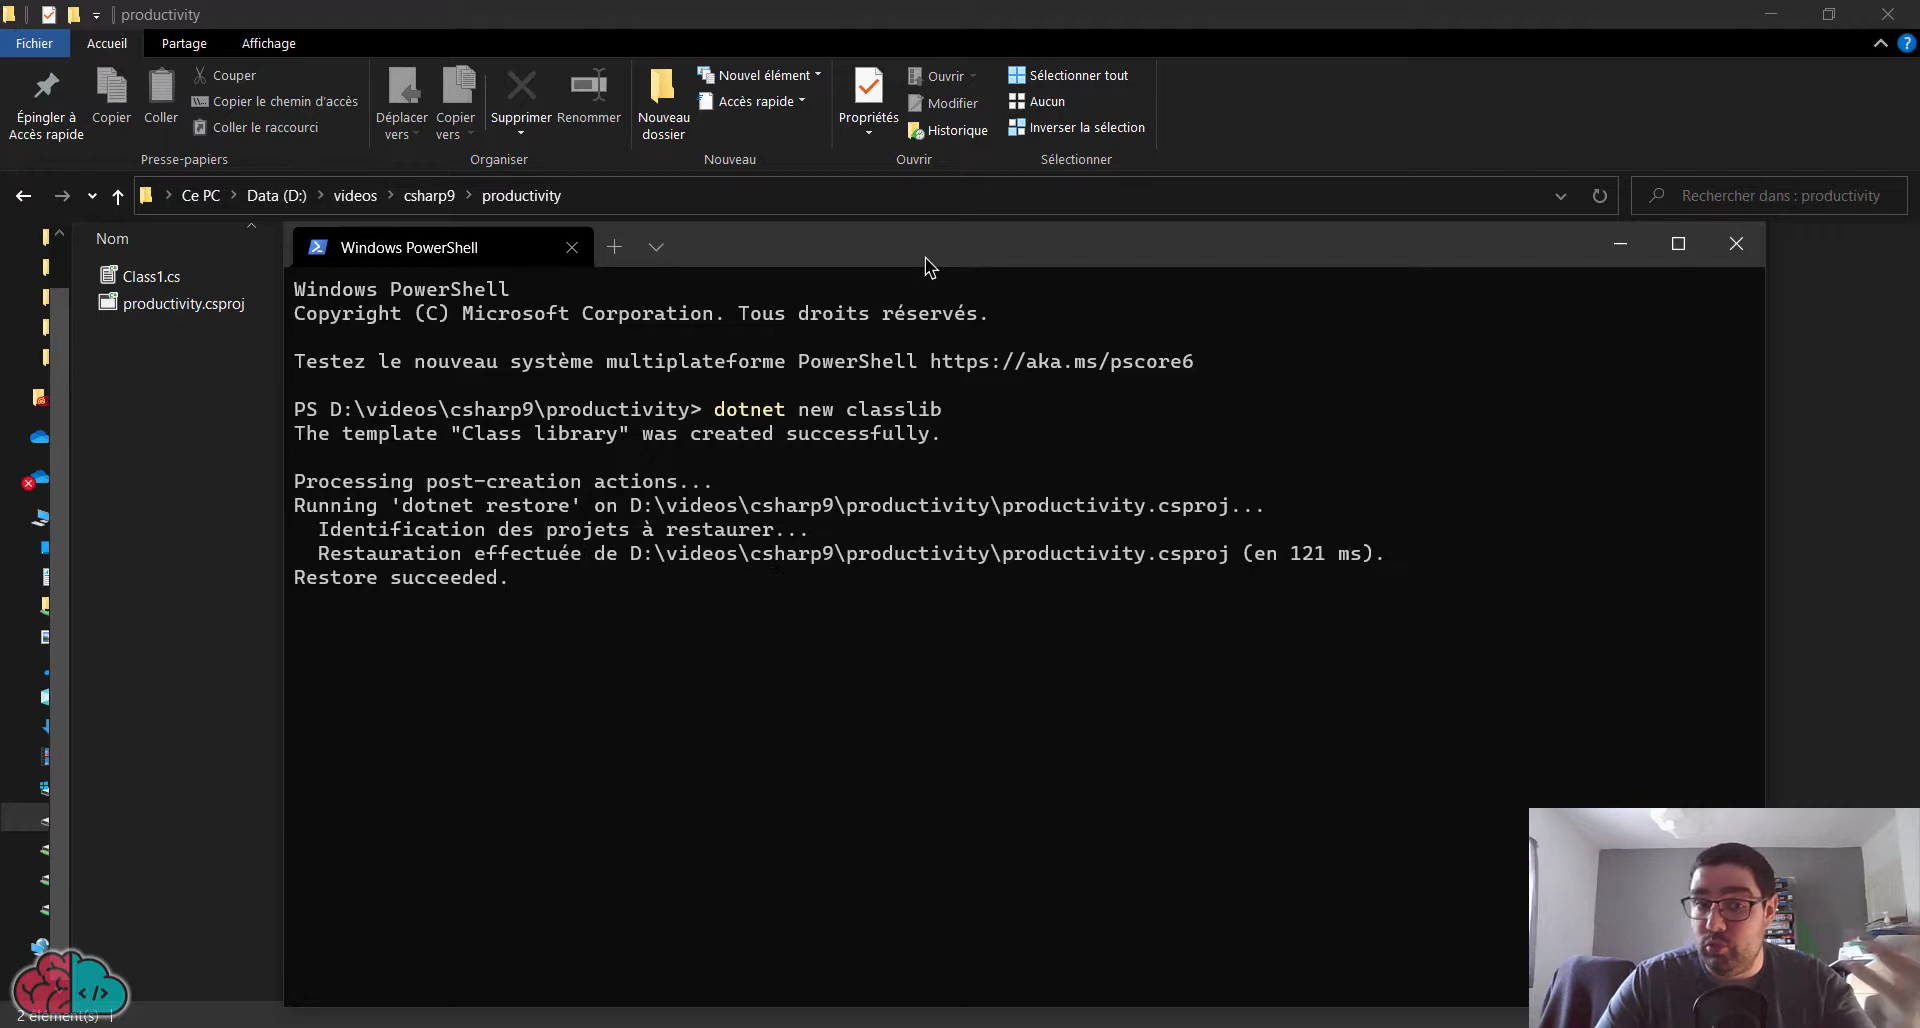 productivity
Fichier
Accueil
Partage
Affichage
Épingler à
Accès rapide
Copier
Coller
Couper
Copier le chemin d'accès
Coller le raccourci
Presse-papiers
Déplacer
vers
Copier
vers
Supprimer
Renommer
Organiser
Nouveau
dossier
Nouvel élément
Accès rapide
Nouveau
Propriétés
Ouvrir
Modifier
Historique
Ouvrir
Sélectionner tout
Aucun
Inverser la sélection
Sélectionner
Ce PC > Data (D:) > videos > csharp9 > productivity
Rechercher dans : productivity
Nom
Class1.cs
productivity.csproj
Windows PowerShell
Windows PowerShell
Copyright (C) Microsoft Corporation. Tous droits réservés.
Testez le nouveau système multiplateforme PowerShell https://aka.ms/pscore6
PS D:\videos\csharp9\productivity> dotnet new classlib
The template "Class library" was created successfully.
Processing post-creation actions...
Running 'dotnet restore' on D:\videos\csharp9\productivity\productivity.csproj...
Identification des projets à restaurer...
Restauration effectuée de D:\videos\csharp9\productivity\productivity.csproj (en 121 ms).
Restore succeeded.
</>
2 élément(s)